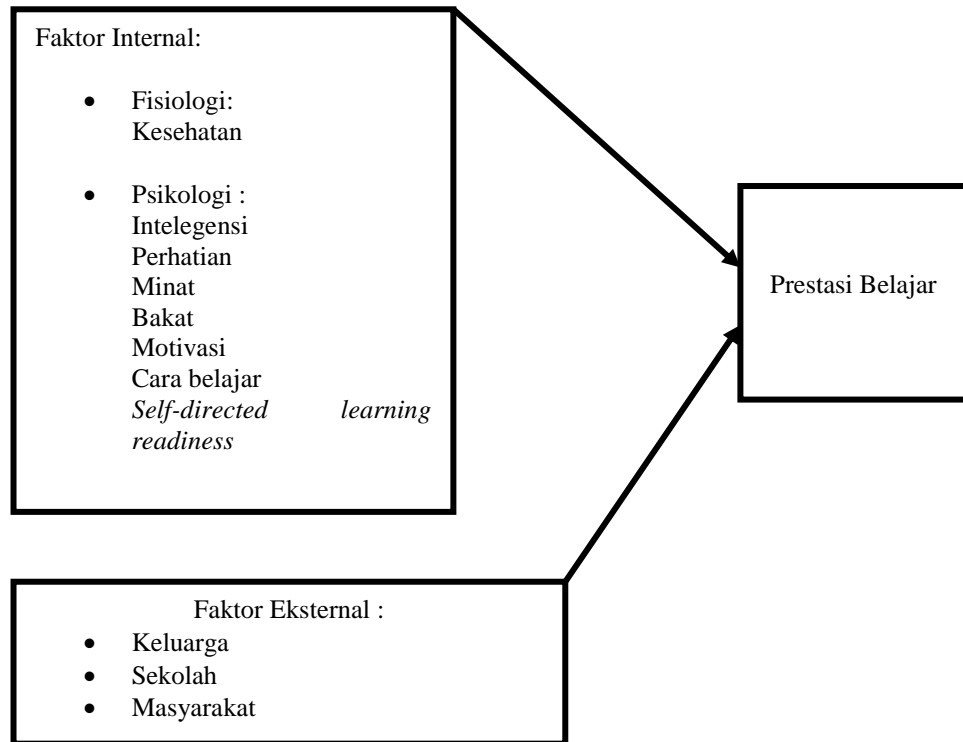 Faktor Internal:
• Fisiologi:
Kesehatan
• Psikologi :
Intelegensi
Perhatian
Minat
Bakat
Motivasi
Cara belajar
Self-directed learning
readiness
Prestasi Belajar
Faktor Eksternal :
• Keluarga
• Sekolah
• Masyarakat